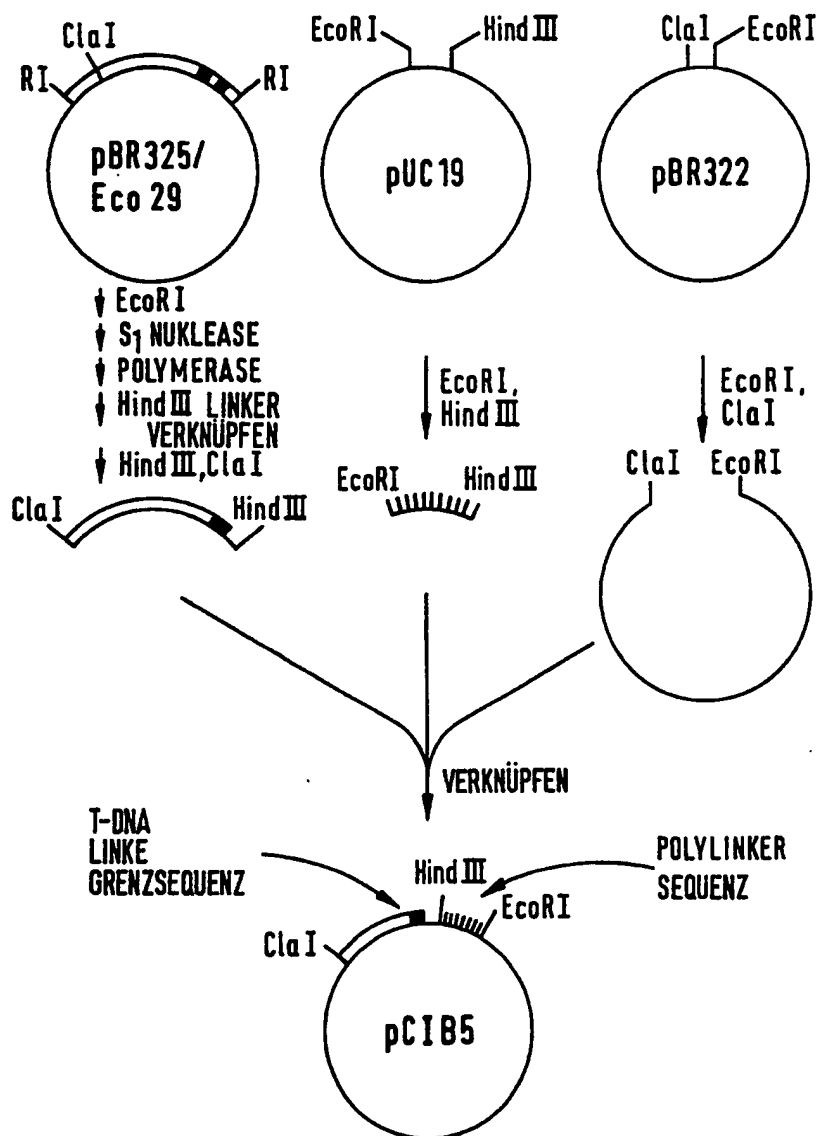 ClaI
RI
RI
pBR325/
Eco 29
EcoRI
HindIII
pUC19
ClaI
EcoRI
pBR322
EcoRI
S1 NUKLEASE
POLYMERASE
HindIII LINKER
VERKNÜPFEN
HindIII,ClaI
ClaI
HindIII
EcoRI,
HindIII
EcoRI
HindIII
EcoRI,
ClaI
ClaI
EcoRI
VERKNÜPFEN
T-DNA
LINKE
GRENZSEQUENZ
POLYLINKER
SEQUENZ
HindIII
EcoRI
ClaI
pCIB5